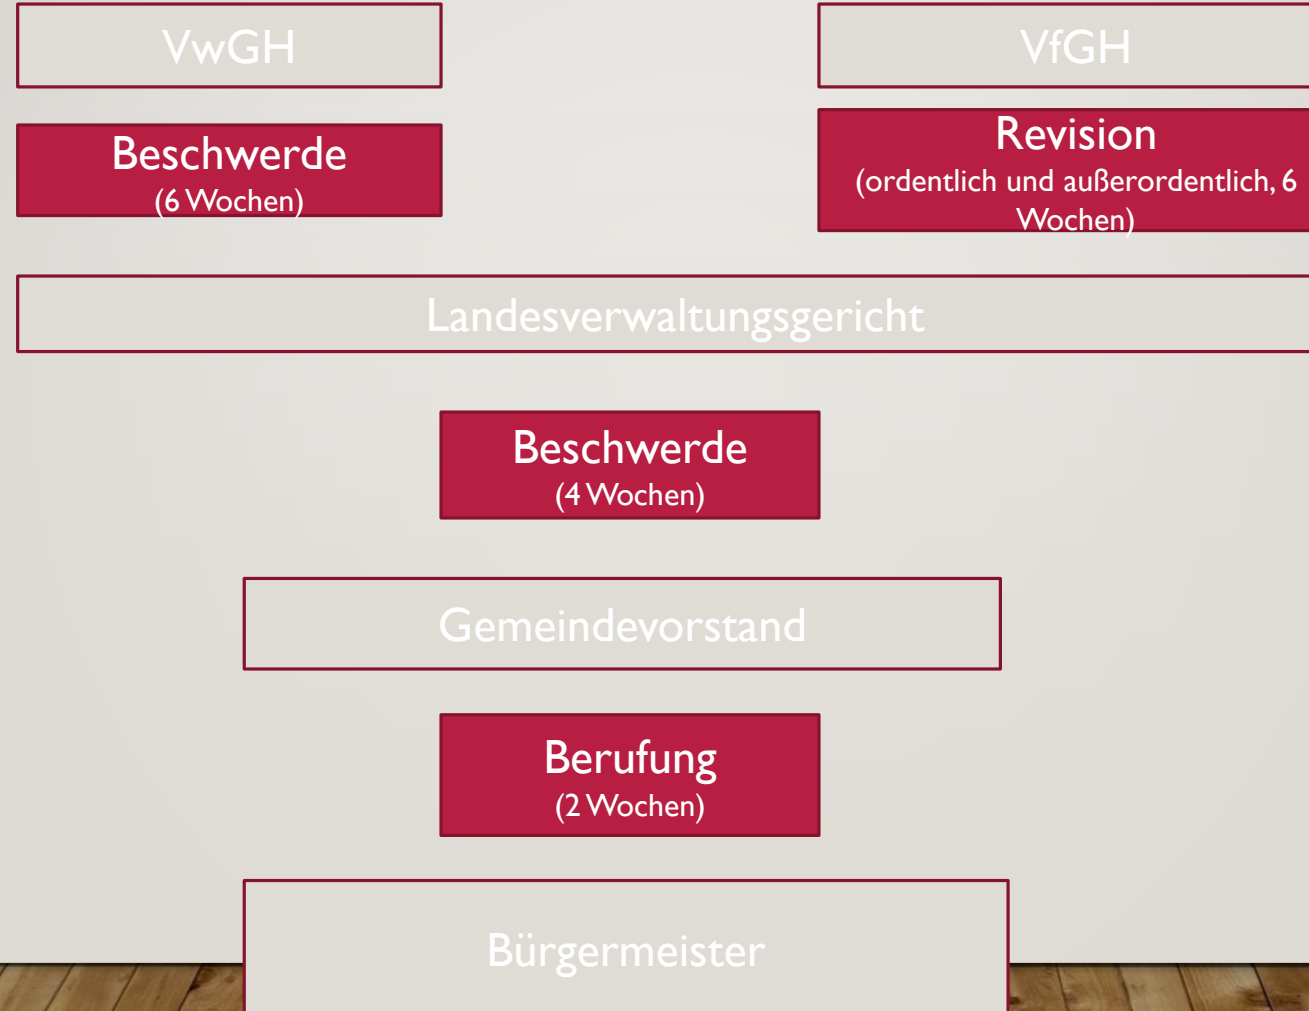 VwGH
VfGH
Beschwerde
(6 Wochen)
Revision
(ordentlich und außerordentlich, 6
Wochen)
Landesverwaltungsgericht
Beschwerde
(4 Wochen)
Gemeindevorstand
Berufung
(2 Wochen)
Bürgermeister